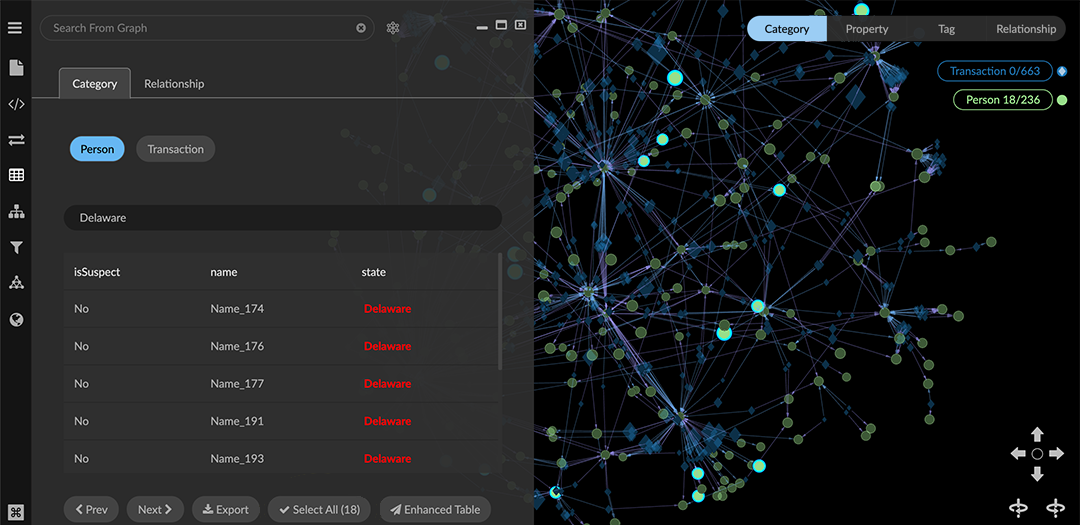 Search From Graph
Category Property Tag Relationship
Transaction 0/663
Person 18/236
Category Relationship
Person Transaction
Delaware
isSuspect name state
No Name_174 Delaware
No Name_176 Delaware
No Name_177 Delaware
No Name_191 Delaware
No Name_193 Delaware
Prev Next Export Select All (18) Enhanced Table